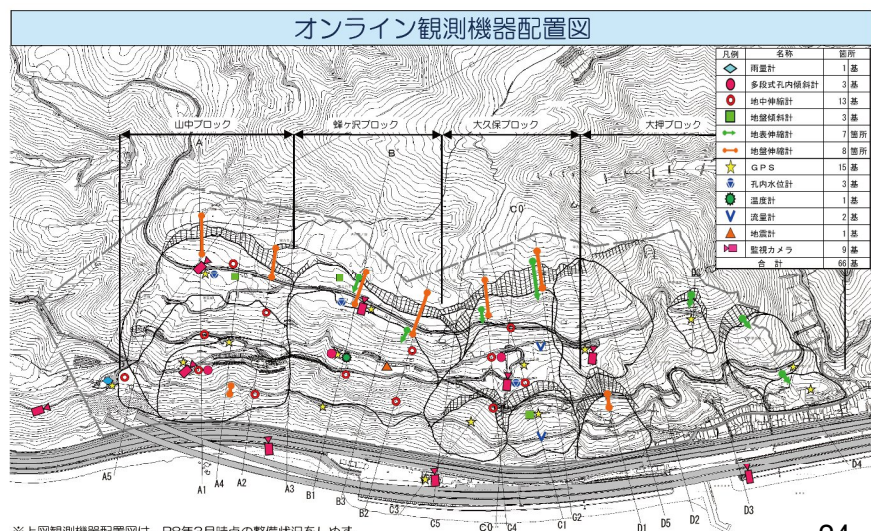 オンライン観測機器配置図
凡例 名称 箇所
雨量計 1 基
多段式孔内傾斜計 3 基
地中伸縮計 13 基
地盤傾斜計 3 基
地表伸縮計 7 箇所
地盤伸縮計 8 箇所
GPS 15 基
孔内水位計 3 基
温度計 1 基
流量計 2 基
地震計 1 基
監視カメラ 9 基
合計 66 基
山中ブロック 蜂ヶ沢ブロック 大久保ブロック 大押ブロック
A
B
C0
A5 A1 A4 A2 A3 B1 B3 B2 C3 C5 C0 C4 C1 G2 D1 D5 D2 D3 D4